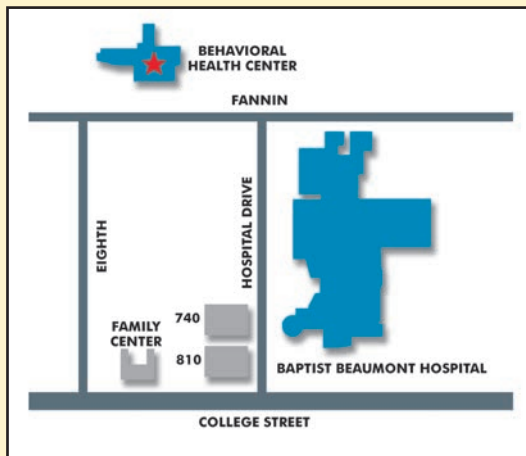 BEHAVIORAL
HEALTH CENTER
FANNIN
EIGHTH
HOSPITAL DRIVE
740
FAMILY
CENTER
810
BAPTIST BEAUMONT HOSPITAL
COLLEGE STREET